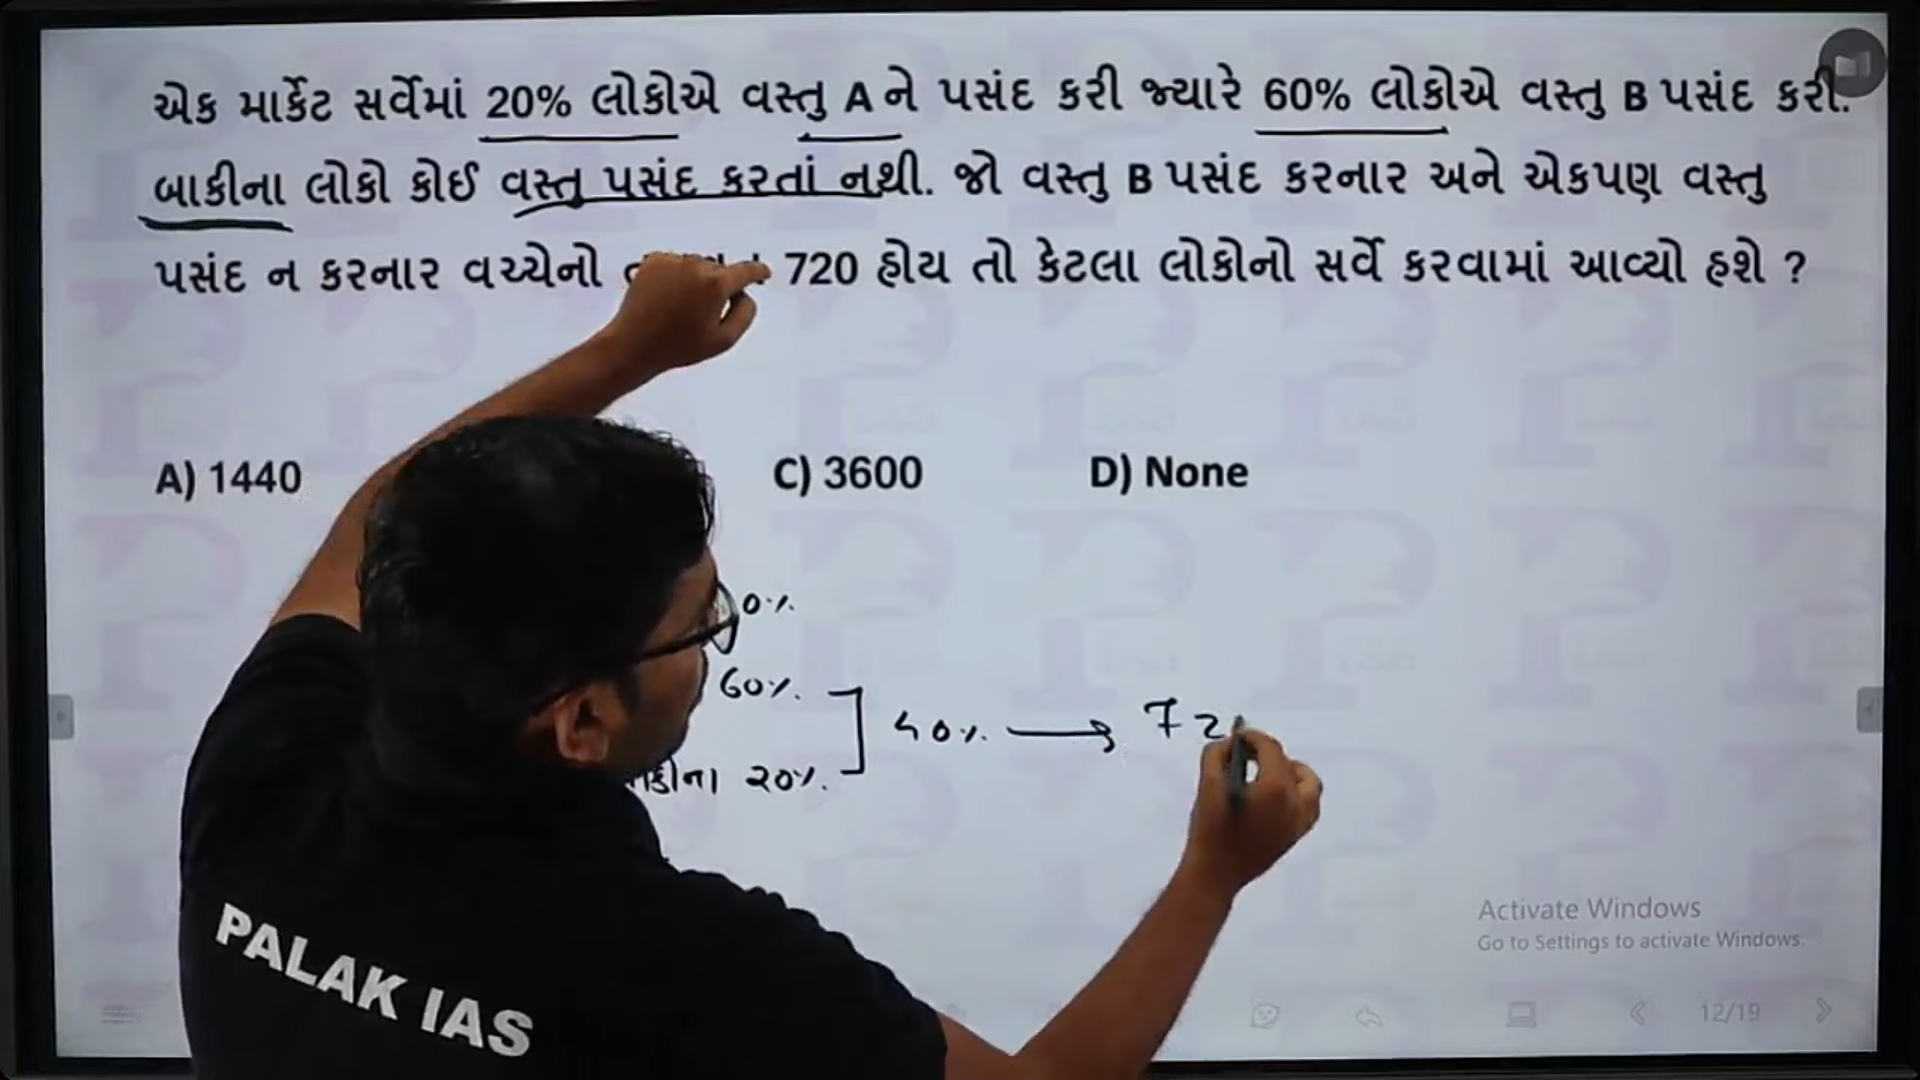 એક માર્કેટ સર્વેમાં 20% લોકોએ વસ્તુ A ને પસંદ કરી જ્યારે 60% લોકોએ વસ્તુ B પસંદ કરી.
બાકીના લોકો કોઈ વસ્તુ પસંદ કરતાં નથી. જો વસ્તુ B પસંદ કરનાર અને એકપણ વસ્તુ
પસંદ ન કરનાર વચ્ચેનો 720 હોય તો કેટલા લોકોનો સર્વે કરવામાં આવ્યો હશે ?
A) 1440 C) 3600 D) None
0%
60%.
40% → 72
20%.
PALAK IAS
Activate Windows
Go to Settings to activate Windows.
12/19